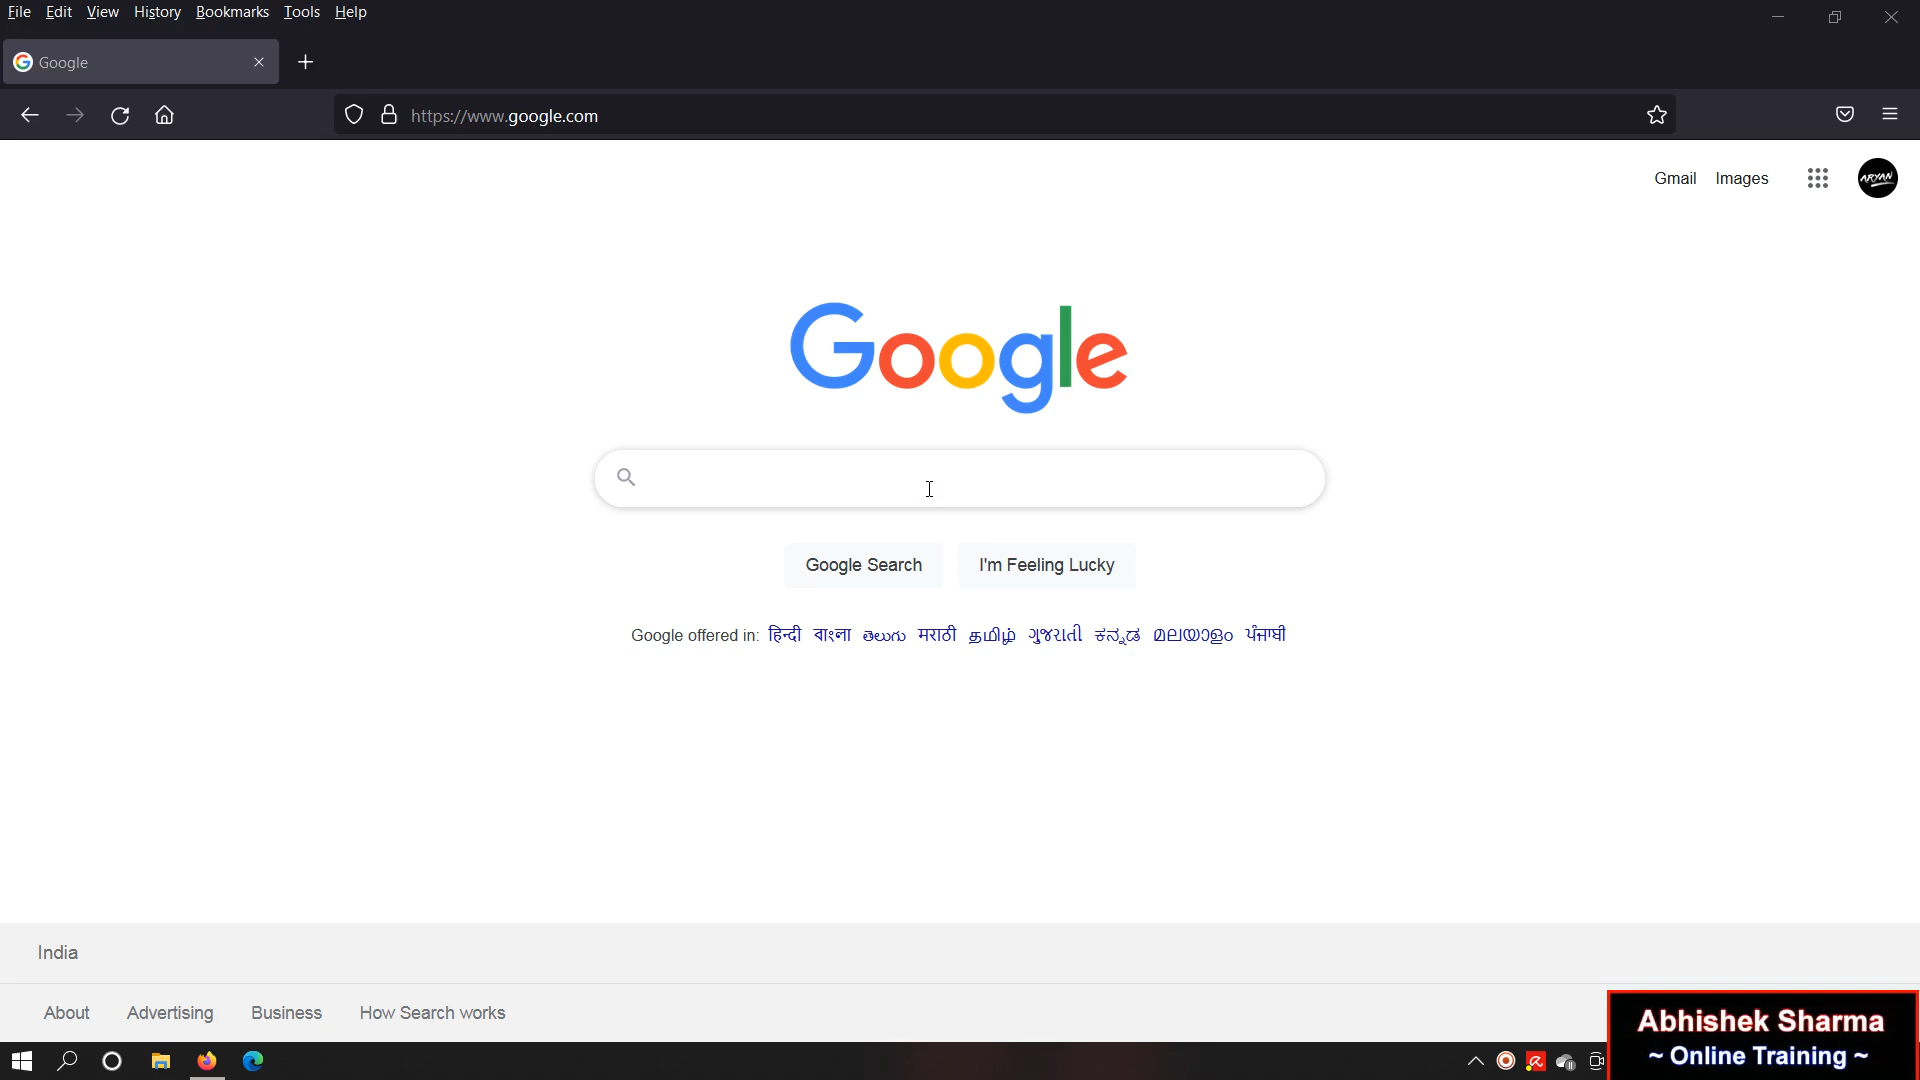 File Edit View History Bookmarks Tools Help
Google
https://www.google.com
Gmail Images
ARYAN
Google
Google Search I'm Feeling Lucky
Google offered in: हिन्दी বাংলা తెలుగు मराठी தமிழ் ગુજરાતી ಕನ್ನಡ മലയാളം ਪੰਜਾਬੀ
India
About Advertising Business How Search works
Abhishek Sharma
~ Online Training ~